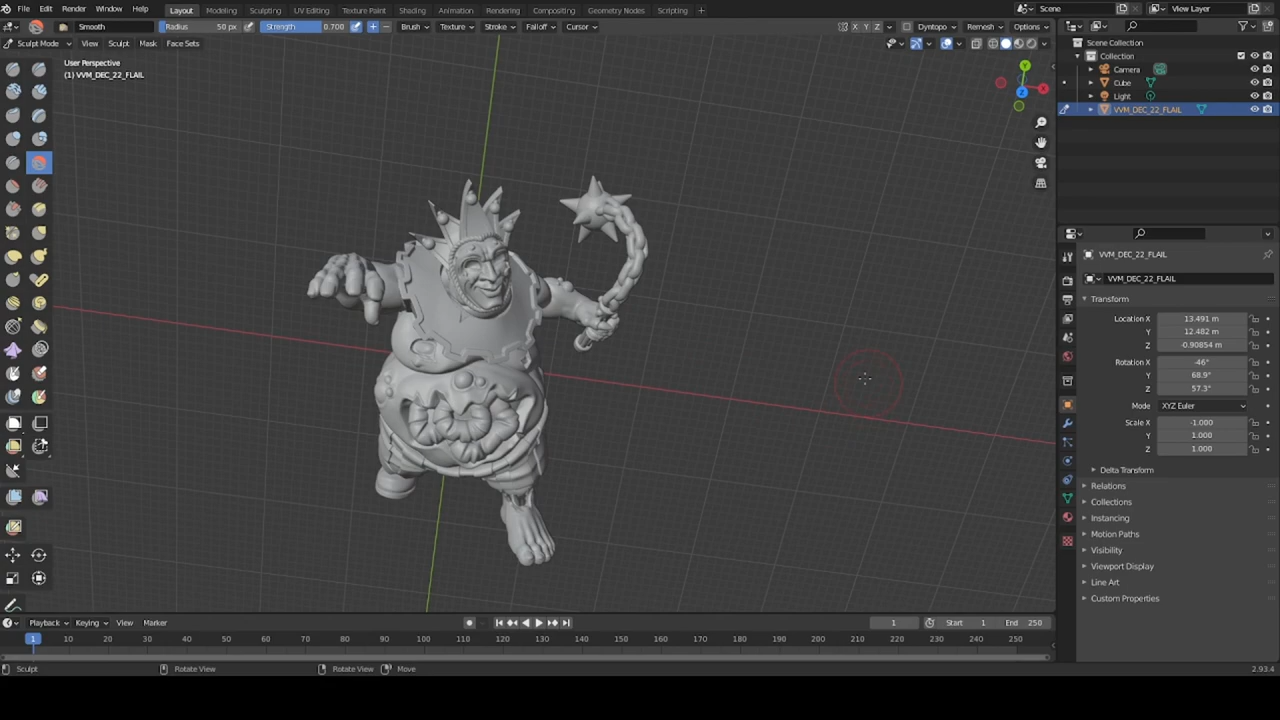 File Edit Render Window Help Layout Modeling Sculpting UV Editing Texture Paint Shading Animation Rendering Compositing Geometry Nodes Scripting + Scene View Layer
Smooth Radius 50 px Strength 0.700 Brush Texture Stroke Falloff Cursor X Y Z Dyntopo Remesh Options
Sculpt Mode View Sculpt Mask Face Sets
User Perspective
(1) VVM_DEC_22_FLAIL
Y
X
Z
Scene Collection
Collection
Camera
Cube
Light
VVM_DEC_22_FLAIL
VVM_DEC_22_FLAIL
VVM_DEC_22_FLAIL
Transform
Location X 13.491 m
Y 12.482 m
Z -0.90854 m
Rotation X -46°
Y 68.9°
Z 57.3°
Mode XYZ Euler
Scale X -1.000
Y 1.000
Z 1.000
Delta Transform
Relations
Collections
Instancing
Motion Paths
Visibility
Viewport Display
Line Art
Custom Properties
Playback Keying View Marker 1 Start 1 End 250
1 10 20 30 40 50 60 70 80 90 100 110 120 130 140 150 160 170 180 190 200 210 220 230 240 250
Sculpt Rotate View Rotate View Move 2.93.4